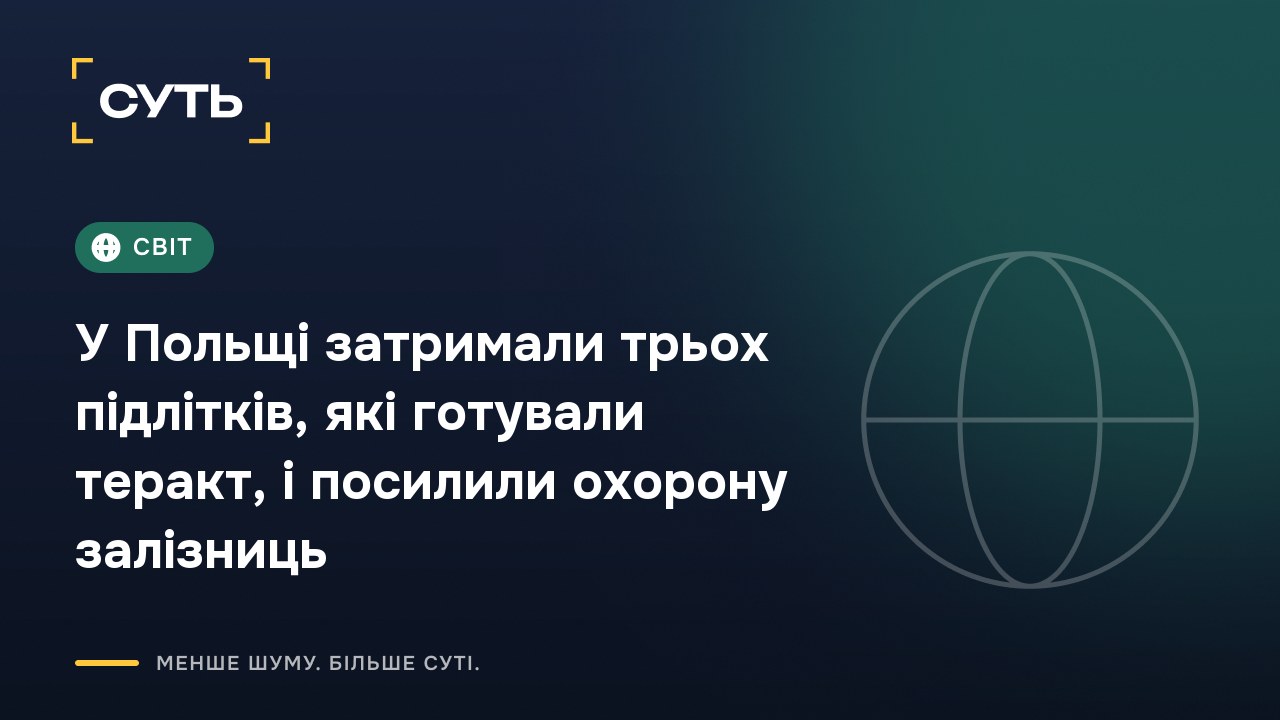 СУТЬ
СВІТ
У Польщі затримали трьох
підлітків, які готували
теракт, і посилили охорону
залізниць
МЕНШЕ ШУМУ. БІЛЬШЕ СУТІ.